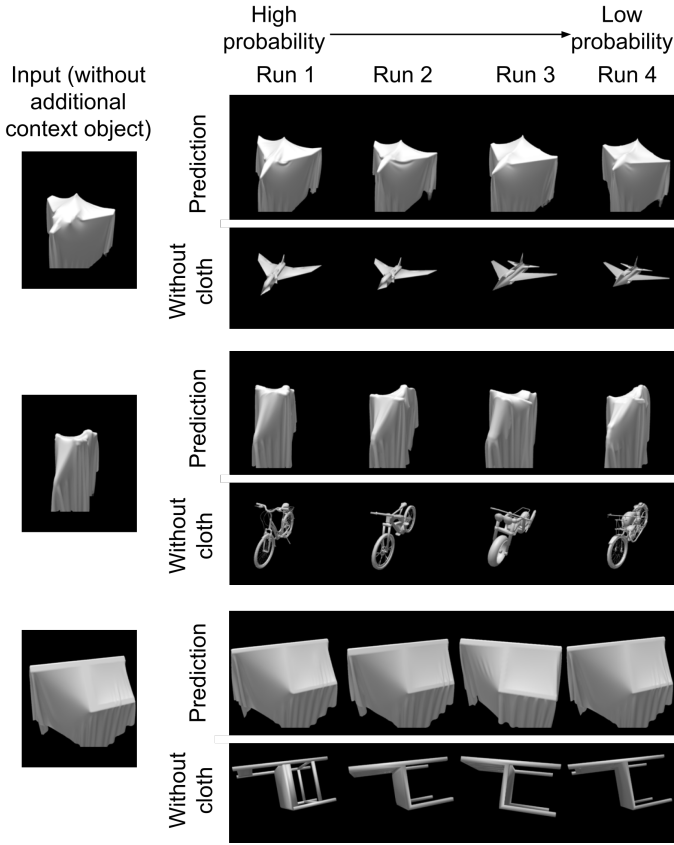 High
probability
Low
probability
Input (without
additional
context object)
Run 1
Run 2
Run 3
Run 4
Prediction
Without
cloth
Prediction
Without
cloth
Prediction
Without
cloth